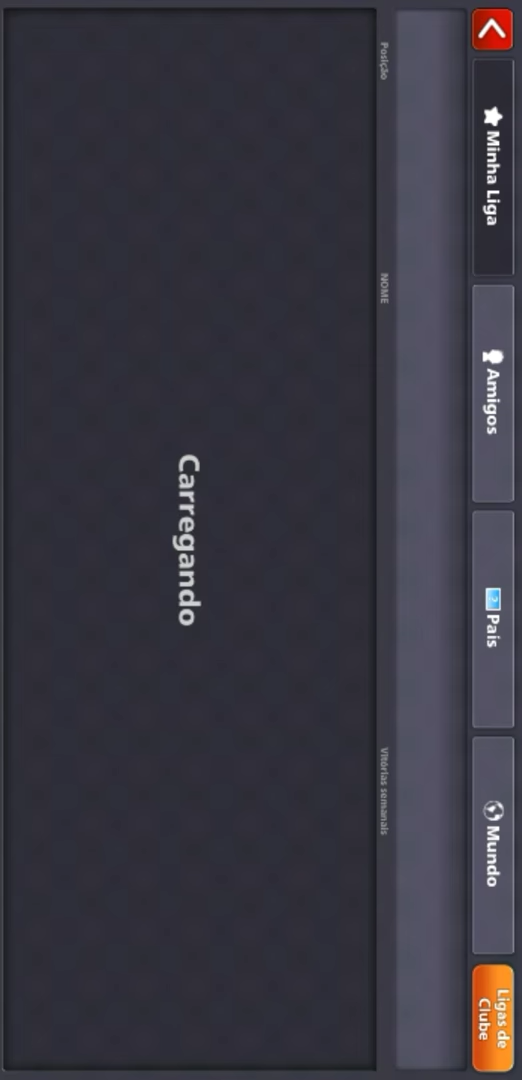 Minha Liga
Amigos
País
Mundo
Ligas de
Clube
Posição
NOME
Vitórias semanais
Carregando